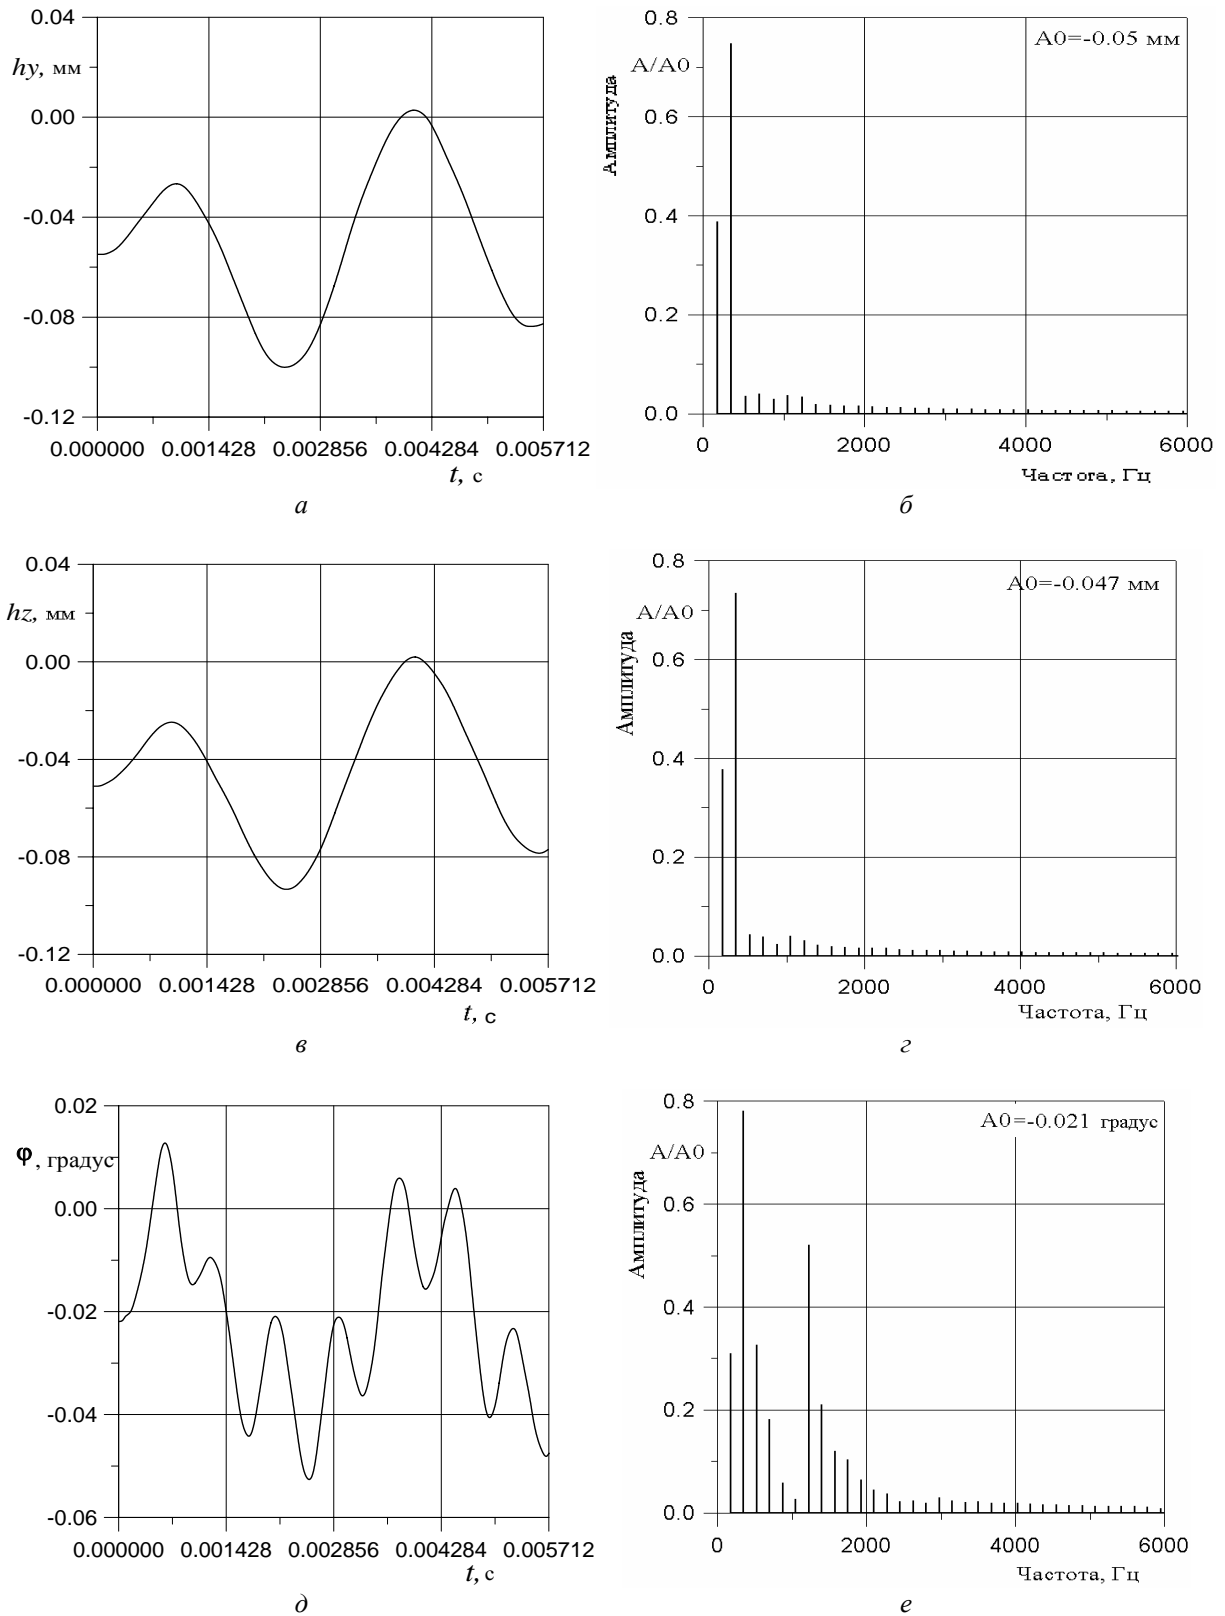 0.04
hy, мм
0.00
-0.04
-0.08
-0.12
0.000000 0.001428 0.002856 0.004284 0.005712
t, с
а
0.8
A0=-0.05 мм
A/A0
Амплитуда
0.6
0.4
0.2
0.0
0 2000 4000 6000
Частота, Гц
б
0.04
hz, мм
0.00
-0.04
-0.08
-0.12
0.000000 0.001428 0.002856 0.004284 0.005712
t, с
в
0.8
A0=-0.047 мм
A/A0
Амплитуда
0.6
0.4
0.2
0.0
0 2000 4000 6000
Частота, Гц
г
0.02
φ, градус
0.00
-0.02
-0.04
-0.06
0.000000 0.001428 0.002856 0.004284 0.005712
t, с
д
0.8
A0=-0.021 градус
A/A0
Амплитуда
0.6
0.4
0.2
0.0
0 2000 4000 6000
Частота, Гц
е